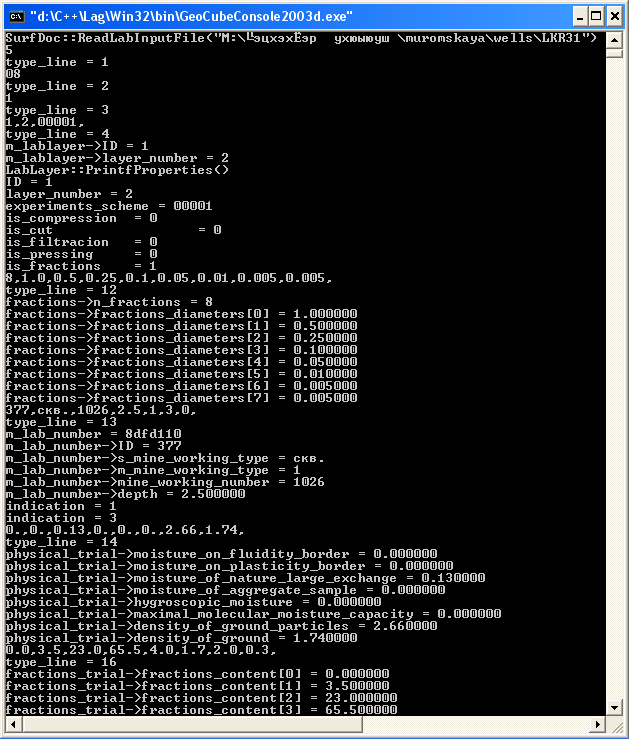 "d:\C++\Lag\Win32\bin\GeoCubeConsole2003d.exe"
SurfDoc::ReadLabInputFile("M:\ЦэцхэхЁэр ухюыюуш \muromskaya\wells\LKR31")
5
type_line = 1
08
type_line = 2
1
type_line = 3
1,2,00001,
type_line = 4
m_lablayer->ID = 1
m_lablayer->layer_number = 2
LabLayer::PrintfProperties()
ID = 1
layer_number = 2
experiments_scheme = 00001
is_compression = 0
is_cut = 0
is_filtracion = 0
is_pressing = 0
is_fractions = 1
8,1.0,0.5,0.25,0.1,0.05,0.01,0.005,0.005,
type_line = 12
fractions->n_fractions = 8
fractions->fractions_diameters[0] = 1.000000
fractions->fractions_diameters[1] = 0.500000
fractions->fractions_diameters[2] = 0.250000
fractions->fractions_diameters[3] = 0.100000
fractions->fractions_diameters[4] = 0.050000
fractions->fractions_diameters[5] = 0.010000
fractions->fractions_diameters[6] = 0.005000
fractions->fractions_diameters[7] = 0.005000
377,скв.,1026,2.5,1,3,0,
type_line = 13
m_lab_number = 8dfd110
m_lab_number->ID = 377
m_lab_number->s_mine_working_type = скв.
m_lab_number->m_mine_working_type = 1
m_lab_number->mine_working_number = 1026
m_lab_number->depth = 2.500000
indication = 1
indication = 3
0.,0.,0.13,0.,0.,0.,2.66,1.74,
type_line = 14
physical_trial->moisture_on_fluidity_border = 0.000000
physical_trial->moisture_on_plasticity_border = 0.000000
physical_trial->moisture_of_nature_large_exchange = 0.130000
physical_trial->moisture_of_aggregate_sample = 0.000000
physical_trial->hygroscopic_moisture = 0.000000
physical_trial->maximal_molecular_moisture_capacity = 0.000000
physical_trial->density_of_ground_particles = 2.660000
physical_trial->density_of_ground = 1.740000
0.0,3.5,23.0,65.5,4.0,1.7,2.0,0.3,
type_line = 16
fractions_trial->fractions_content[0] = 0.000000
fractions_trial->fractions_content[1] = 3.500000
fractions_trial->fractions_content[2] = 23.000000
fractions_trial->fractions_content[3] = 65.500000